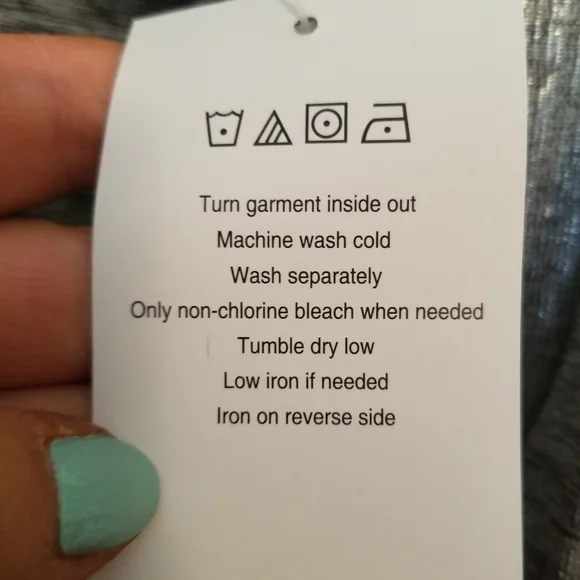 Turn garment inside out
Machine wash cold
Wash separately
Only non-chlorine bleach when needed
Tumble dry low
Low iron if needed
Iron on reverse side